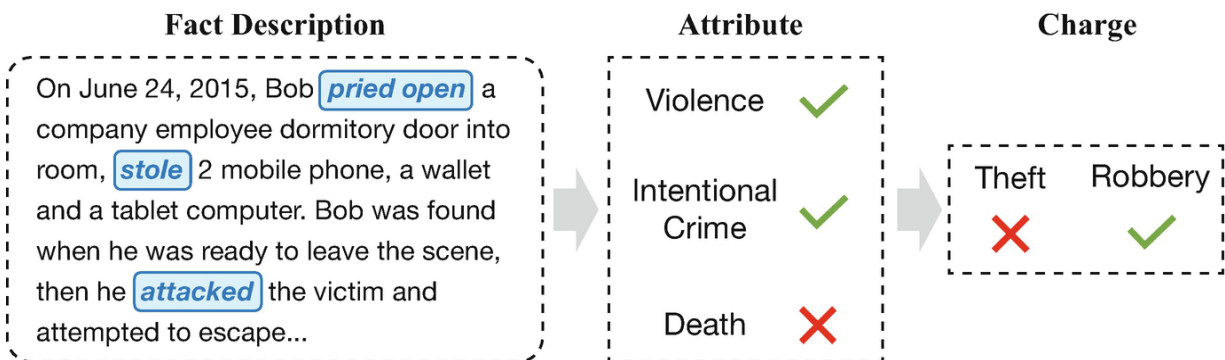 Fact Description
On June 24, 2015, Bob pried open a
company employee dormitory door into
room, stole 2 mobile phone, a wallet
and a tablet computer. Bob was found
when he was ready to leave the scene,
then he attacked the victim and
attempted to escape...
Attribute
Violence
Intentional
Crime
Death
Charge
Theft Robbery